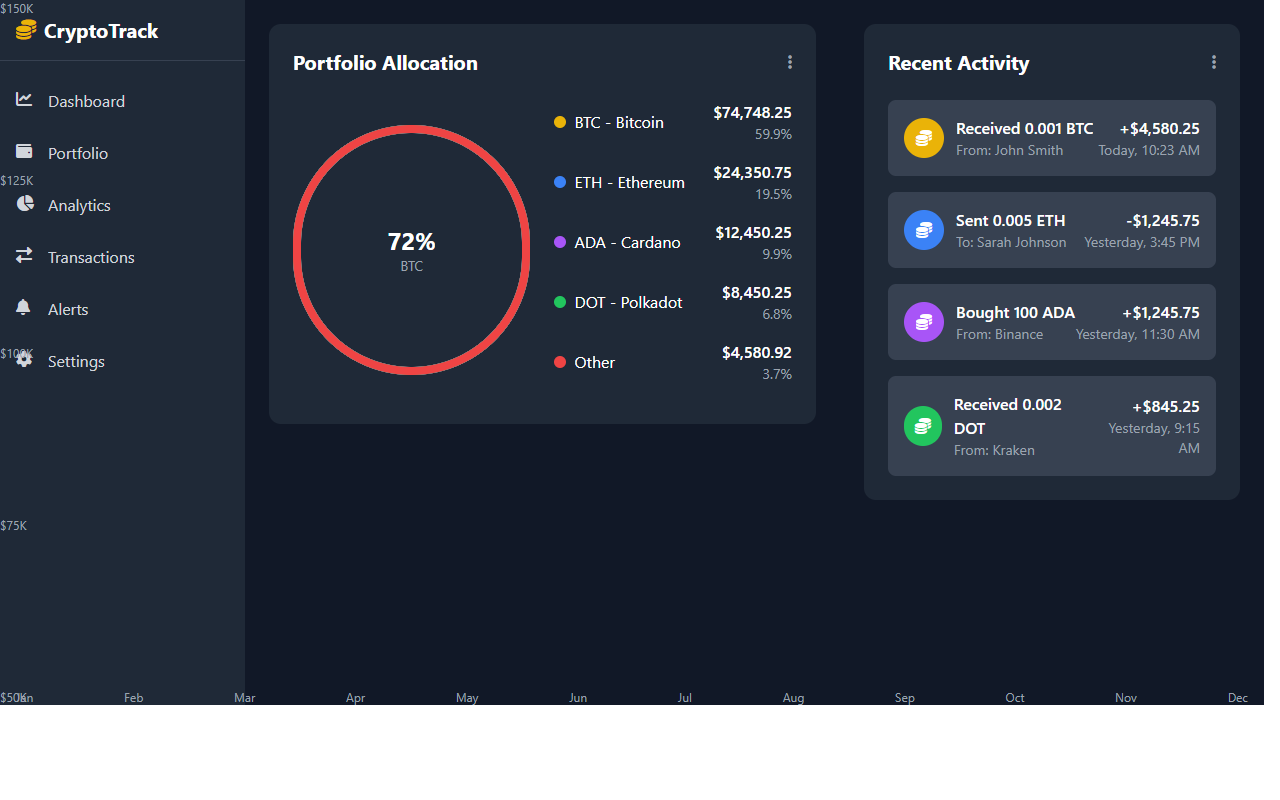 $150K
CryptoTrack
Dashboard
Portfolio
$125K
Analytics
Transactions
Alerts
$100K
Settings
$75K
Portfolio Allocation
72%
BTC
BTC - Bitcoin
$74,748.25
59.9%
ETH - Ethereum
$24,350.75
19.5%
ADA - Cardano
$12,450.25
9.9%
DOT - Polkadot
$8,450.25
6.8%
Other
$4,580.92
3.7%
Recent Activity
Received 0.001 BTC
From: John Smith
+$4,580.25
Today, 10:23 AM
Sent 0.005 ETH
To: Sarah Johnson
-$1,245.75
Yesterday, 3:45 PM
Bought 100 ADA
From: Binance
+$1,245.75
Yesterday, 11:30 AM
Received 0.002
DOT
From: Kraken
+$845.25
Yesterday, 9:15
AM
$50K
Jan Feb Mar Apr May Jun Jul Aug Sep Oct Nov Dec